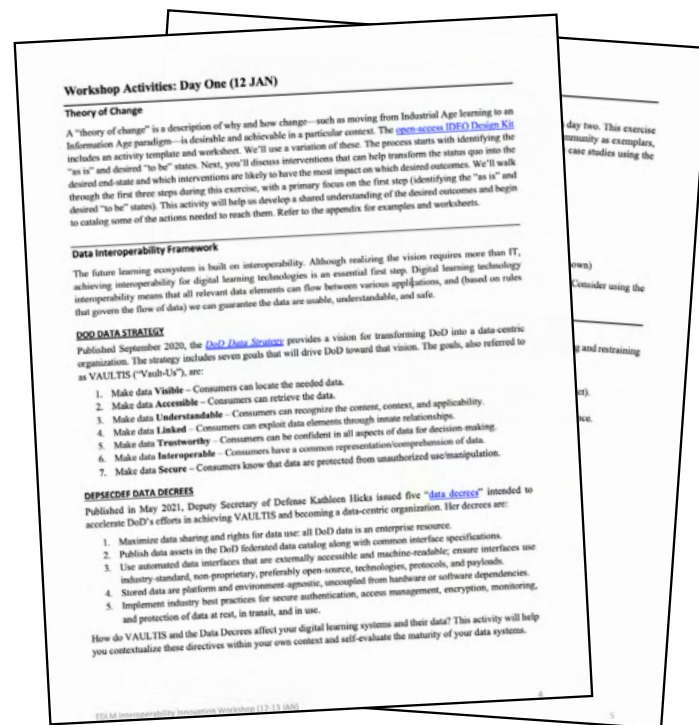 Workshop Activities: Day One (12 JAN)
Theory of Change
A "theory of change" is a description of why and how change—such as moving from Industrial Age learning to an
Information Age paradigm—is desirable and achievable in a particular context. The open-access IDEO Design Kit
includes an activity template and worksheet. We'll use a variation of these. The process starts with identifying the
"as is" and desired "to be" states. Next, you'll discuss interventions that can help transform the status quo into the
desired end-state and which interventions are likely to have the most impact on which desired outcomes. We'll walk
through the first three steps during this exercise, with a primary focus on the first step (identifying the "as is" and
desired "to be" states). This activity will help us develop a shared understanding of the desired outcomes and begin
to catalog some of the actions needed to reach them. Refer to the appendix for examples and worksheets.
Data Interoperability Framework
The future learning ecosystem is built on interoperability. Although realizing the vision requires more than IT,
achieving interoperability for digital learning technologies is an essential first step. Digital learning technology
interoperability means that all relevant data elements can flow between various applications, and (based on rules
that govern the flow of data) we can guarantee the data are usable, understandable, and safe.
DOD DATA STRATEGY
Published September 2020, the DoD Data Strategy provides a vision for transforming DoD into a data-centric
organization. The strategy includes seven goals that will drive DoD toward that vision. The goals, also referred to
as VAULTIS ("Vault-Us"), are:
1. Make data Visible – Consumers can locate the needed data.
2. Make data Accessible – Consumers can retrieve the data.
3. Make data Understandable – Consumers can recognize the content, context, and applicability.
4. Make data Linked – Consumers can exploit data elements through innate relationships.
5. Make data Trustworthy – Consumers can be confident in all aspects of data for decision-making.
6. Make data Interoperable – Consumers have a common representation/comprehension of data.
7. Make data Secure – Consumers know that data are protected from unauthorized use/manipulation.
DEPSECDEF DATA DECREES
Published in May 2021, Deputy Secretary of Defense Kathleen Hicks issued five "data decrees" intended to
accelerate DoD's efforts in achieving VAULTIS and becoming a data-centric organization. Her decrees are:
1. Maximize data sharing and rights for data use: all DoD data is an enterprise resource.
2. Publish data assets in the DoD federated data catalog along with common interface specifications.
3. Use automated data interfaces that are externally accessible and machine-readable; ensure interfaces use
industry-standard, non-proprietary, preferably open-source, technologies, protocols, and payloads.
4. Stored data are platform and environment-agnostic, uncoupled from hardware or software dependencies.
5. Implement industry best practices for secure authentication, access management, encryption, monitoring,
and protection of data at rest, in transit, and in use.
How do VAULTIS and the Data Decrees affect your digital learning systems and their data? This activity will help
you contextualize these directives within your own context and self-evaluate the maturity of your data systems.
EDLM Interoperability Innovation Workshop (12-13 JAN)
4
day two. This exercise
as exemplars,
case studies using the
Consider using the
and restraining
5